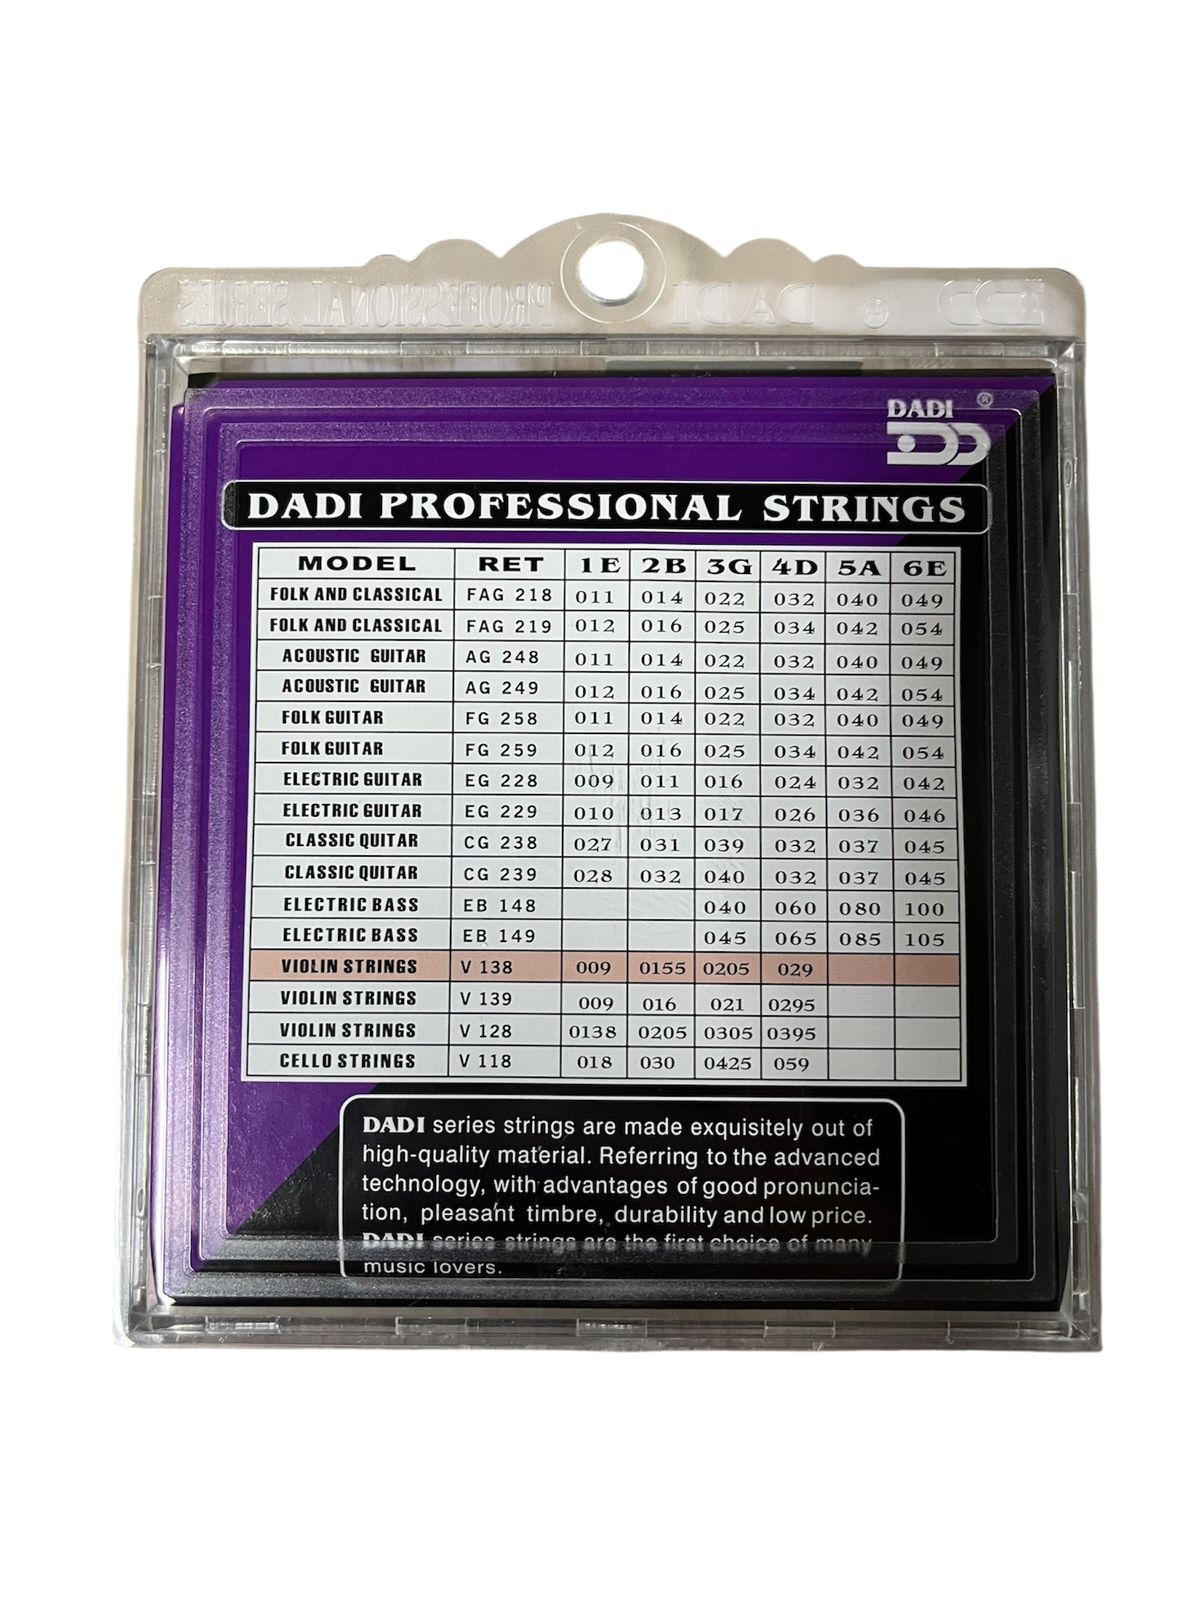 DADI PROFESSIONAL SERIES
DADI ®
DADI PROFESSIONAL STRINGS
MODEL RET 1E 2B 3G 4D 5A 6E
FOLK AND CLASSICAL FAG 218 011 014 022 032 040 049
FOLK AND CLASSICAL FAG 219 012 016 025 034 042 054
ACOUSTIC GUITAR AG 248 011 014 022 032 040 049
ACOUSTIC GUITAR AG 249 012 016 025 034 042 054
FOLK GUITAR FG 258 011 014 022 032 040 049
FOLK GUITAR FG 259 012 016 025 034 042 054
ELECTRIC GUITAR EG 228 009 011 016 024 032 042
ELECTRIC GUITAR EG 229 010 013 017 026 036 046
CLASSIC QUITAR CG 238 027 031 039 032 037 045
CLASSIC QUITAR CG 239 028 032 040 032 037 045
ELECTRIC BASS EB 148 040 060 080 100
ELECTRIC BASS EB 149 045 065 085 105
VIOLIN STRINGS V 138 009 0155 0205 029
VIOLIN STRINGS V 139 009 016 021 0295
VIOLIN STRINGS V 128 0138 0205 0305 0395
CELLO STRINGS V 118 018 030 0425 059
DADI series strings are made exquisitely out of
high-quality material. Referring to the advanced
technology, with advantages of good pronuncia-
tion, pleasant timbre, durability and low price.
DADI series strings are the first choice of many
music lovers.